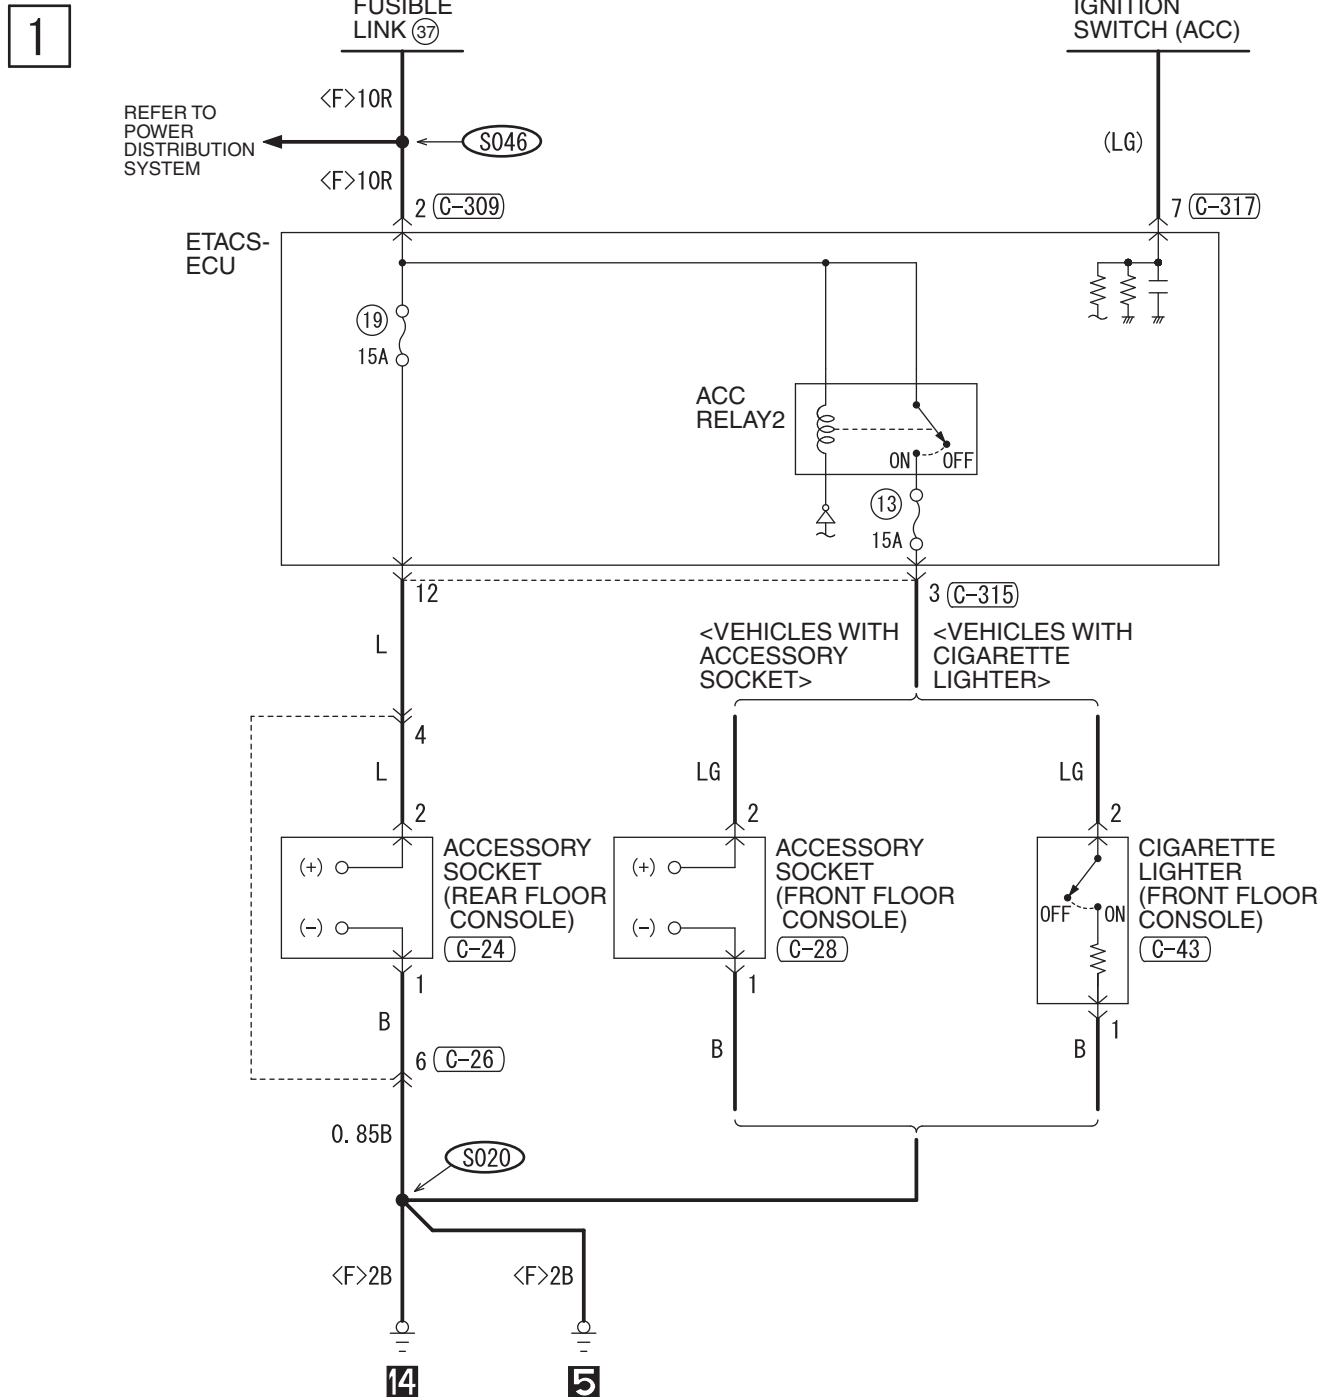 1
FUSIBLE
LINK 37
IGNITION
SWITCH (ACC)
<F>10R
REFER TO
POWER
DISTRIBUTION
SYSTEM
S046
(LG)
<F>10R
2 C-309
7 C-317
ETACS-
ECU
19
15A
ACC
RELAY2
ON OFF
13
15A
12
3 C-315
L
<VEHICLES WITH
ACCESSORY
SOCKET>
<VEHICLES WITH
CIGARETTE
LIGHTER>
4
L
LG
LG
2
2
2
(+)
(-)
ACCESSORY
SOCKET
(REAR FLOOR
CONSOLE)
C-24
(+)
(-)
ACCESSORY
SOCKET
(FRONT FLOOR
CONSOLE)
C-28
OFF ON
CIGARETTE
LIGHTER
(FRONT FLOOR
CONSOLE)
C-43
1
1
1
B
B
B
6 C-26
0.85B
S020
<F>2B
<F>2B
14
5